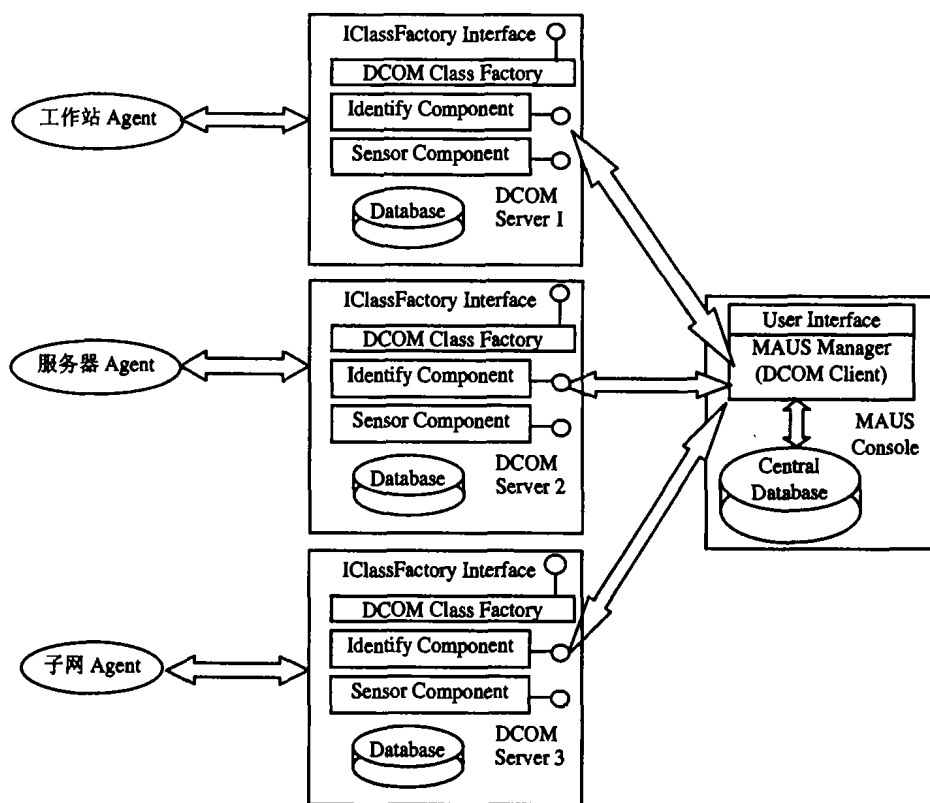 工作站 Agent
IClassFactory Interface
DCOM Class Factory
Identify Component
Sensor Component
Database
DCOM
Server 1
服务器 Agent
IClassFactory Interface
DCOM Class Factory
Identify Component
Sensor Component
Database
DCOM
Server 2
子网 Agent
IClassFactory Interface
DCOM Class Factory
Identify Component
Sensor Component
Database
DCOM
Server 3
User Interface
MAUS Manager
(DCOM Client)
MAUS
Console
Central
Database